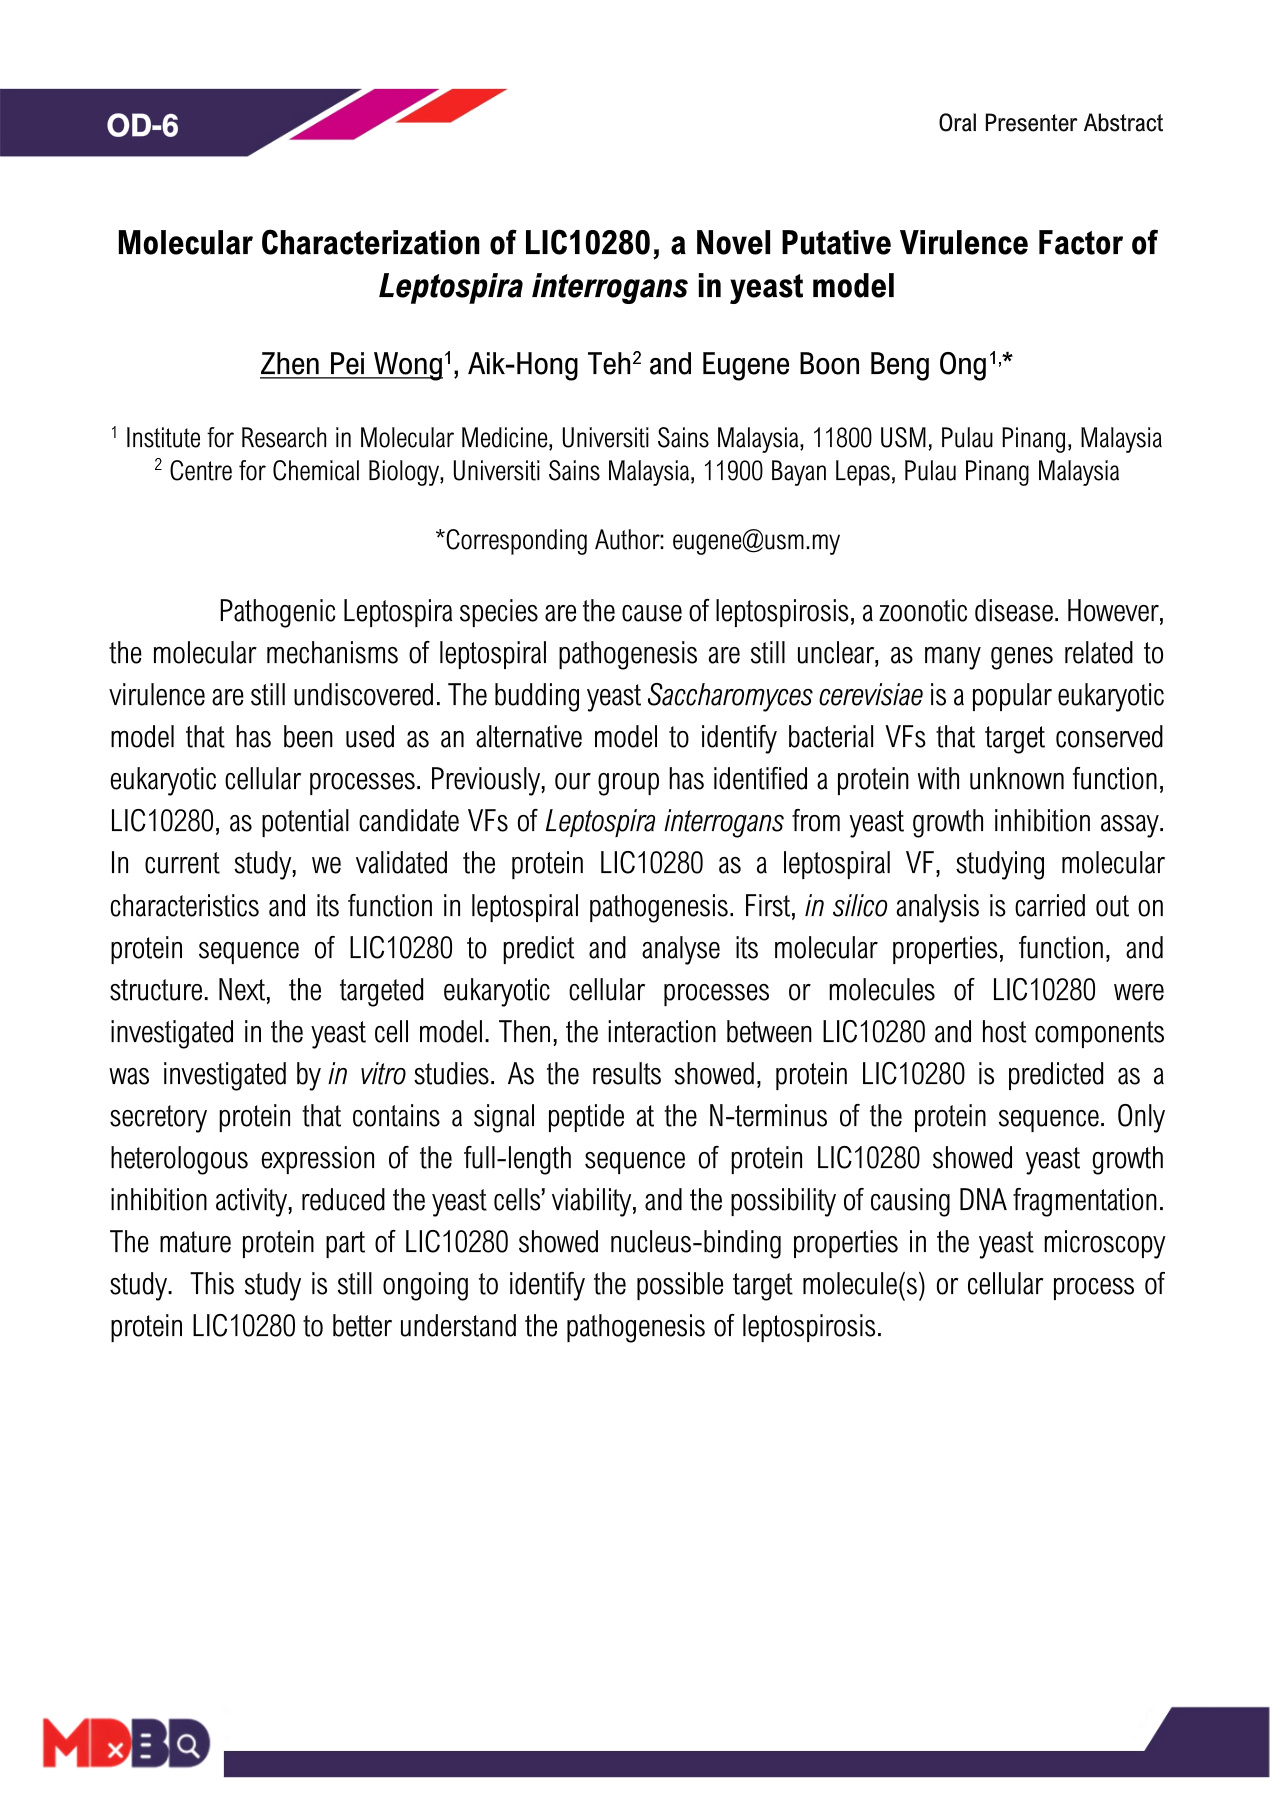 OD-6
Oral Presenter Abstract
Molecular Characterization of LIC10280, a Novel Putative Virulence Factor of
Leptospira interrogans in yeast model
Zhen Pei Wong¹, Aik-Hong Teh² and Eugene Boon Beng Ong¹,*
¹ Institute for Research in Molecular Medicine, Universiti Sains Malaysia, 11800 USM, Pulau Pinang, Malaysia
² Centre for Chemical Biology, Universiti Sains Malaysia, 11900 Bayan Lepas, Pulau Pinang Malaysia
*Corresponding Author: eugene@usm.my
Pathogenic Leptospira species are the cause of leptospirosis, a zoonotic disease. However,
the molecular mechanisms of leptospiral pathogenesis are still unclear, as many genes related to
virulence are still undiscovered. The budding yeast Saccharomyces cerevisiae is a popular eukaryotic
model that has been used as an alternative model to identify bacterial VFs that target conserved
eukaryotic cellular processes. Previously, our group has identified a protein with unknown function,
LIC10280, as potential candidate VFs of Leptospira interrogans from yeast growth inhibition assay.
In current study, we validated the protein LIC10280 as a leptospiral VF, studying molecular
characteristics and its function in leptospiral pathogenesis. First, in silico analysis is carried out on
protein sequence of LIC10280 to predict and analyse its molecular properties, function, and
structure. Next, the targeted eukaryotic cellular processes or molecules of LIC10280 were
investigated in the yeast cell model. Then, the interaction between LIC10280 and host components
was investigated by in vitro studies. As the results showed, protein LIC10280 is predicted as a
secretory protein that contains a signal peptide at the N-terminus of the protein sequence. Only
heterologous expression of the full-length sequence of protein LIC10280 showed yeast growth
inhibition activity, reduced the yeast cells’ viability, and the possibility of causing DNA fragmentation.
The mature protein part of LIC10280 showed nucleus-binding properties in the yeast microscopy
study. This study is still ongoing to identify the possible target molecule(s) or cellular process of
protein LIC10280 to better understand the pathogenesis of leptospirosis.
MDxBD